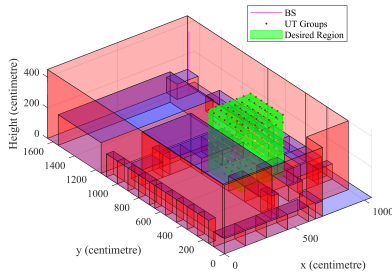 BS
UT Groups
Desired Region
Height (centimetre)
400
200
0
1600
1400
1200
1000
800
600
400
200
0
y (centimetre)
0
500
1000
x (centimetre)